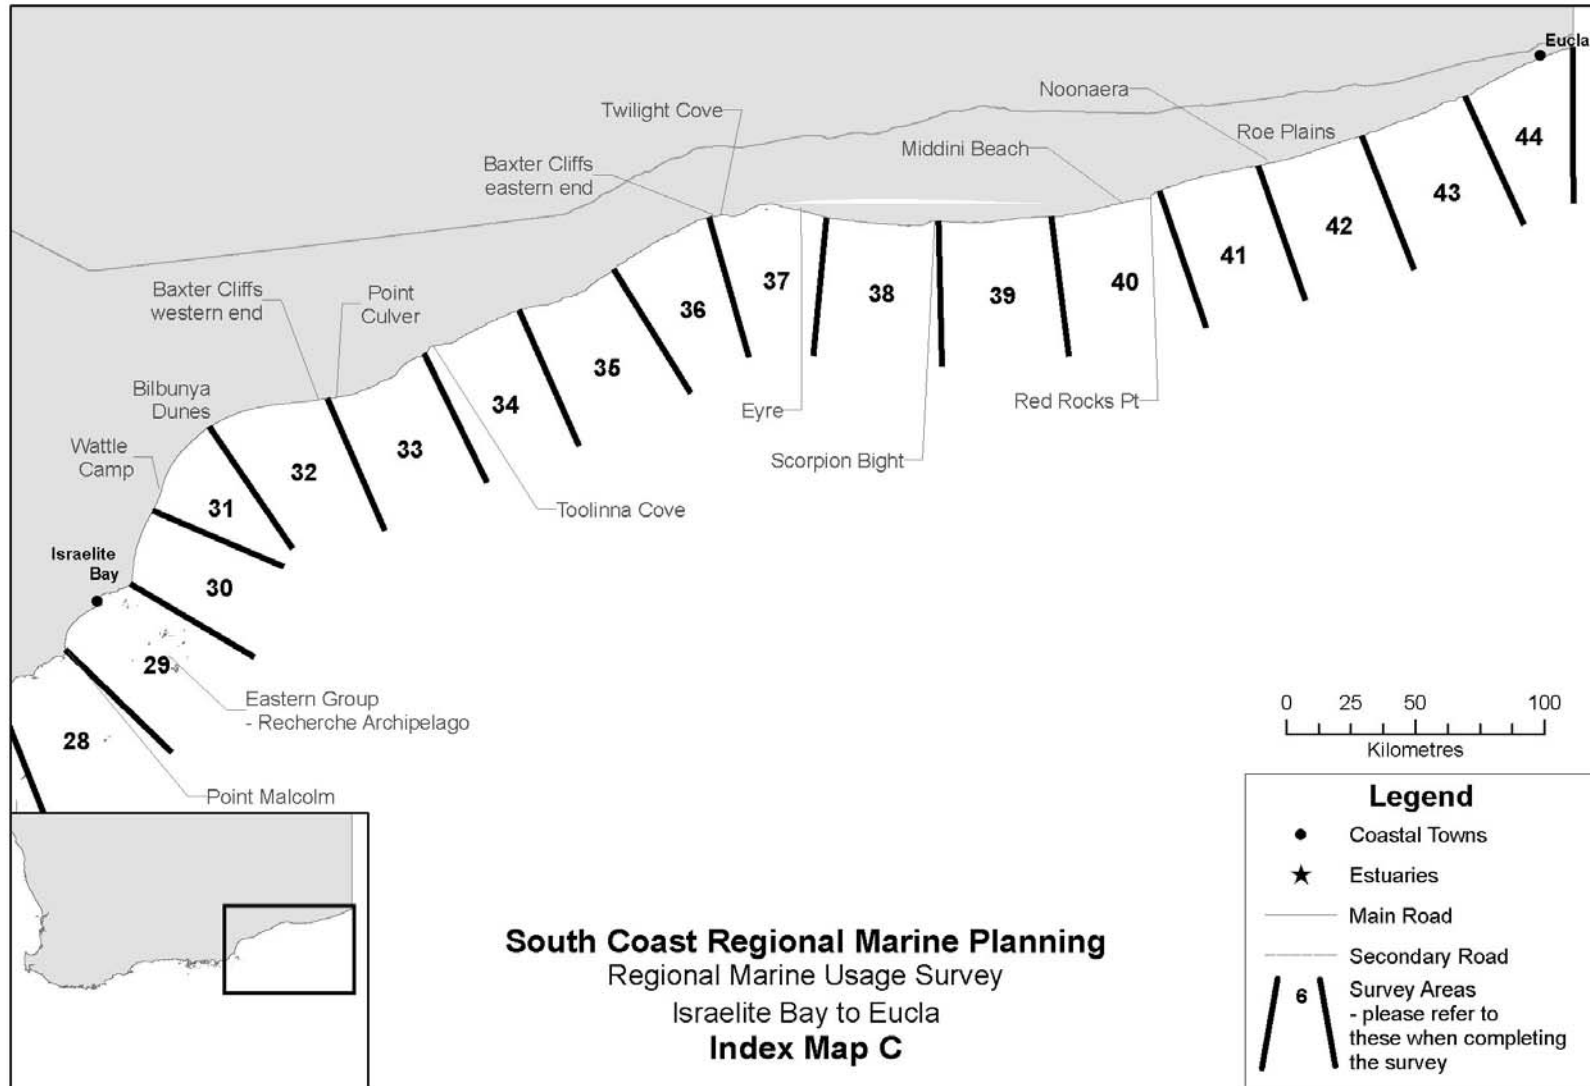 Eucla
Noonaera
Twilight Cove
Roe Plains
Middini Beach
Baxter Cliffs
eastern end
44
43
42
41
40
39
38
37
36
35
34
33
32
31
30
29
28
Baxter Cliffs
western end
Point
Culver
Bilbunya
Dunes
Wattle
Camp
Eyre
Red Rocks Pt
Scorpion Bight
Toolinna Cove
Israelite
Bay
Eastern Group
- Recherche Archipelago
Point Malcolm
0 25 50 100
Kilometres
Legend
Coastal Towns
Estuaries
Main Road
Secondary Road
6
Survey Areas
- please refer to
these when completing
the survey
South Coast Regional Marine Planning
Regional Marine Usage Survey
Israelite Bay to Eucla
Index Map C